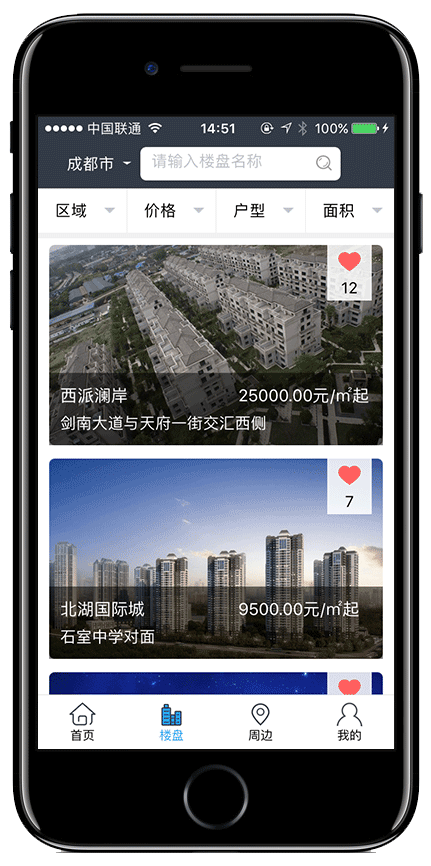 中国联通 14:51 100%
成都市 请输入楼盘名称
区域 价格 户型 面积
12
西派澜岸 25000.00元/㎡起
剑南大道与天府一街交汇西侧
7
北湖国际城 9500.00元/㎡起
石室中学对面
首页 楼盘 周边 我的